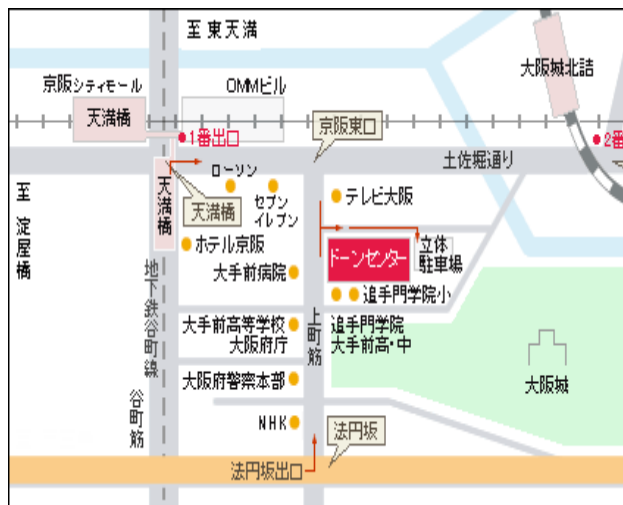 至 東天満
大阪城北詰
京阪シティモール
OMMビル
天満橋
●1番出口
京阪東口
●2番
土佐堀通り
ローソン
セブン
イレブン
天満橋
天満橋
至 淀屋橋
テレビ大阪
ホテル京阪
ドーンセンター
立体
駐車場
大手前病院
地下鉄谷町線
追手門学院小
大手前高等学校
大阪府庁
上町筋
追手門学院
大手前高・中
大阪府警察本部
大阪城
谷町筋
NHK
法円坂
法円坂出口